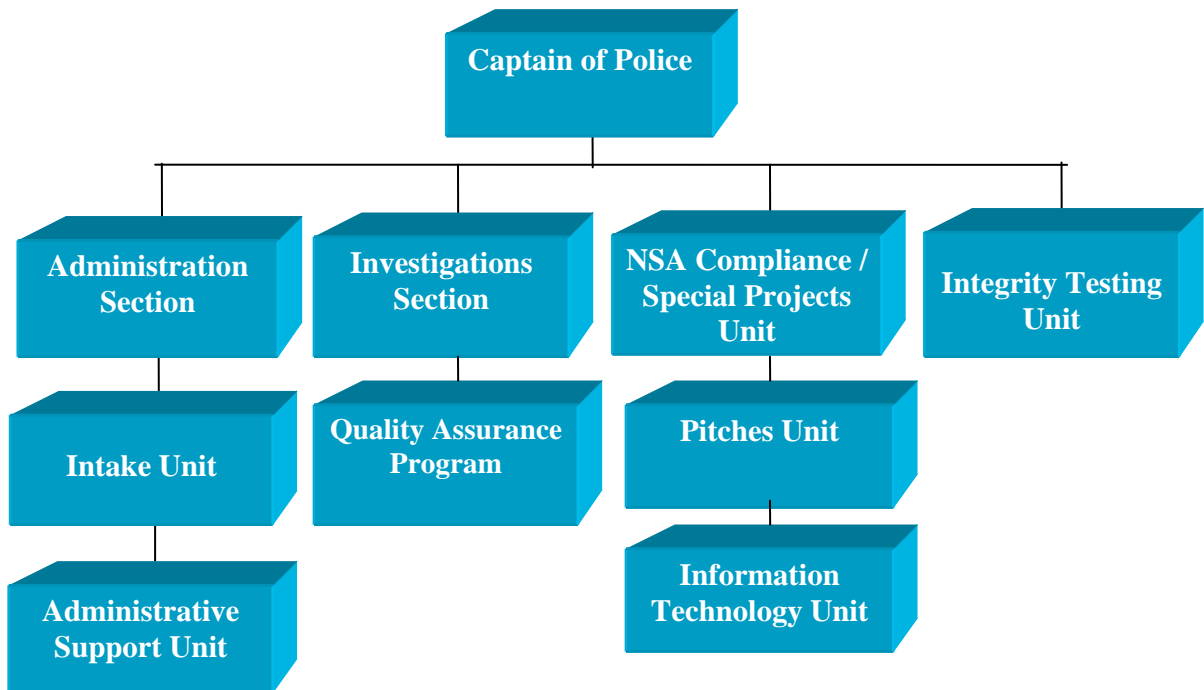 Captain of Police
Administration
Section
Investigations
Section
NSA Compliance /
Special Projects
Unit
Integrity Testing
Unit
Intake Unit
Quality Assurance
Program
Pitches Unit
Administrative
Support Unit
Information
Technology Unit